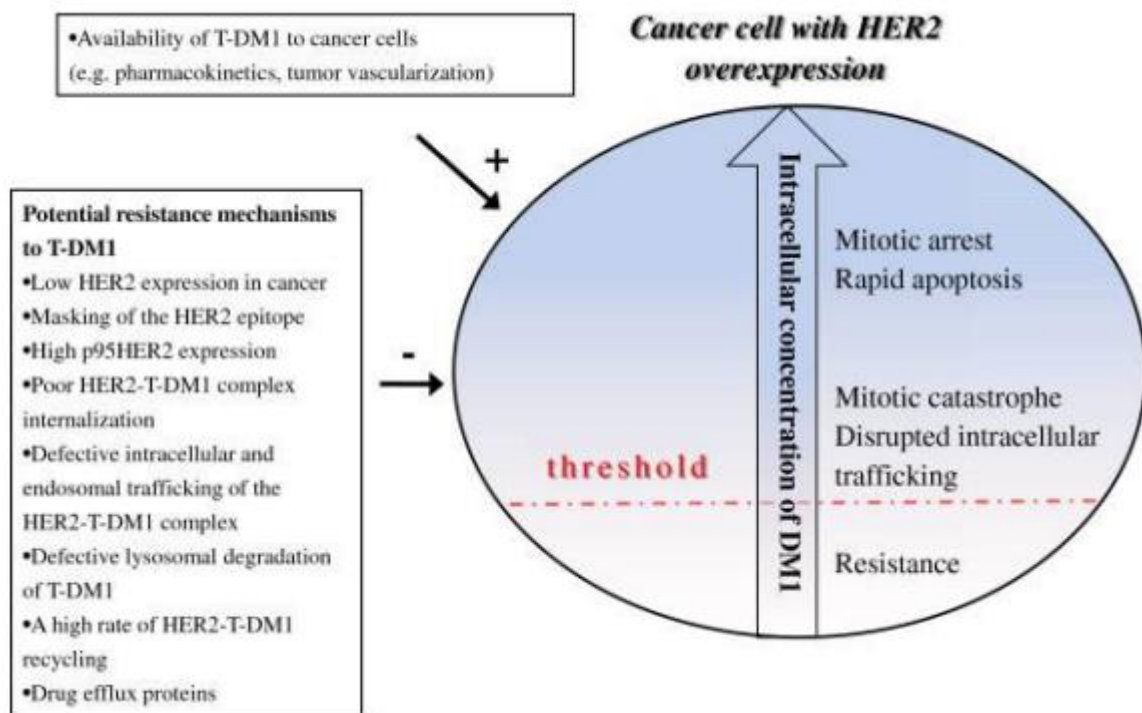 •Availability of T-DM1 to cancer cells
(e.g. pharmacokinetics, tumor vascularization)
Cancer cell with HER2
overexpression
+
Potential resistance mechanisms
to T-DM1
•Low HER2 expression in cancer
•Masking of the HER2 epitope
•High p95HER2 expression
•Poor HER2-T-DM1 complex
internalization
•Defective intracellular and
endosomal trafficking of the
HER2-T-DM1 complex
•Defective lysosomal degradation
of T-DM1
•A high rate of HER2-T-DM1
recycling
•Drug efflux proteins
-
threshold
Intracellular concentration of DM1
Mitotic arrest
Rapid apoptosis
Mitotic catastrophe
Disrupted intracellular
trafficking
Resistance